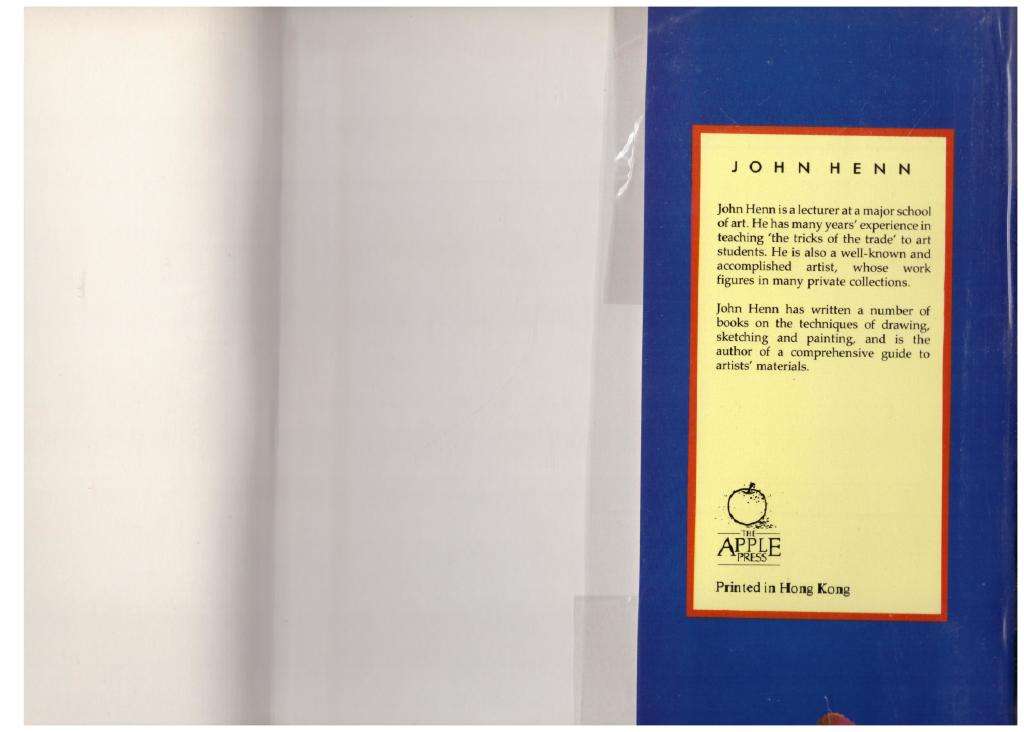 JOHN HENN
John Henn is a lecturer at a major school
of art. He has many years' experience in
teaching 'the tricks of the trade' to art
students. He is also a well-known and
accomplished artist, whose work
figures in many private collections.
John Henn has written a number of
books on the techniques of drawing,
sketching and painting, and is the
author of a comprehensive guide to
artists' materials.
THE
APPLE
PRESS
Printed in Hong Kong